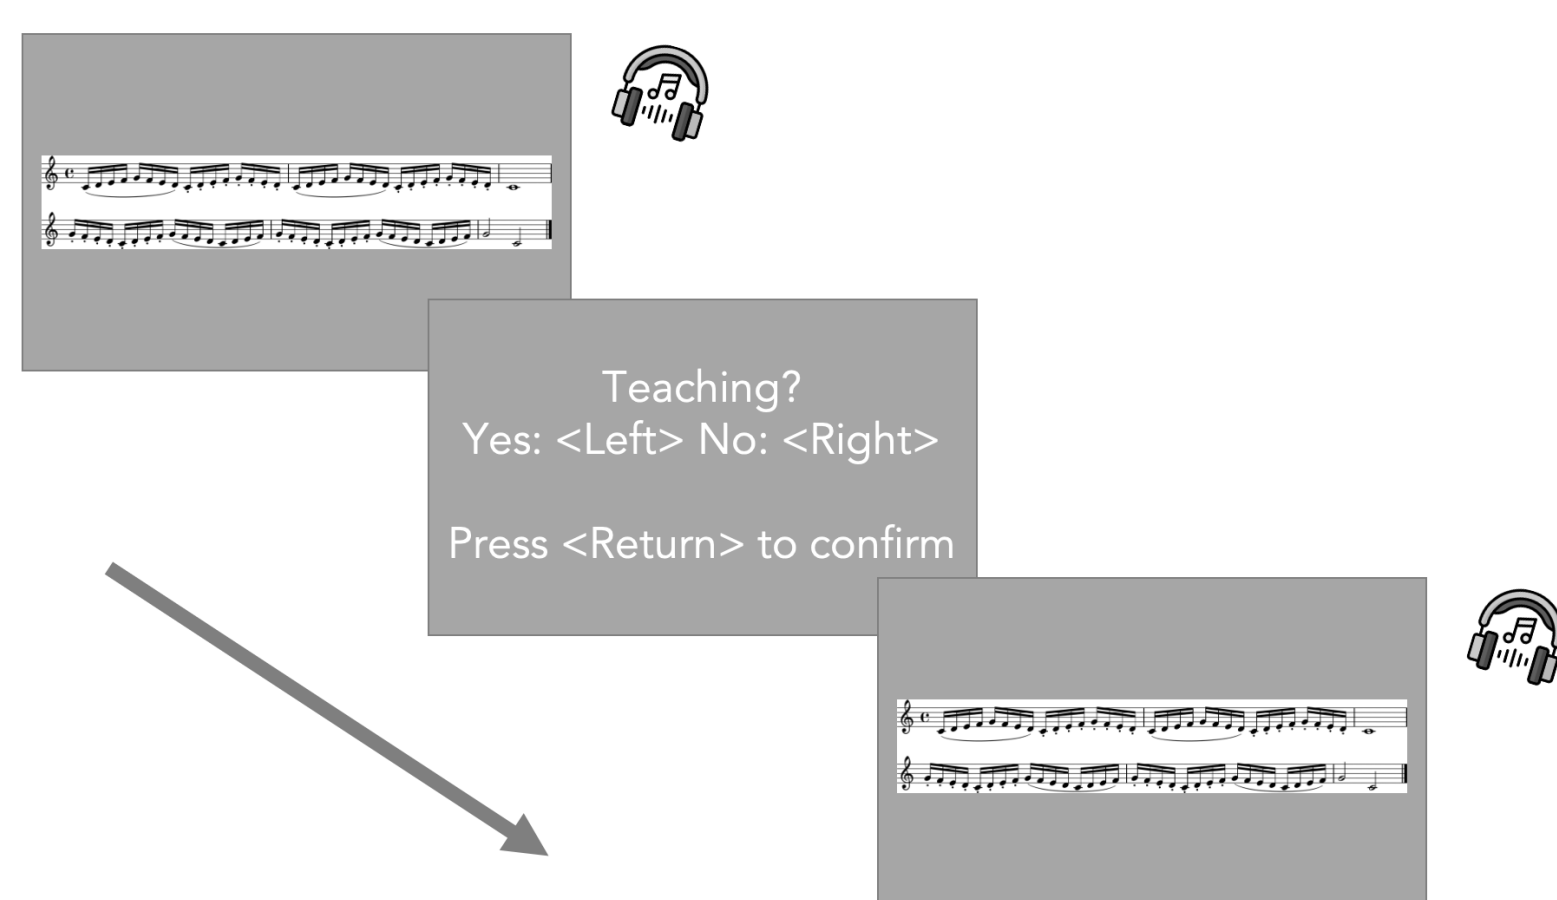 Teaching?
Yes: <Left> No: <Right>
Press <Return> to confirm